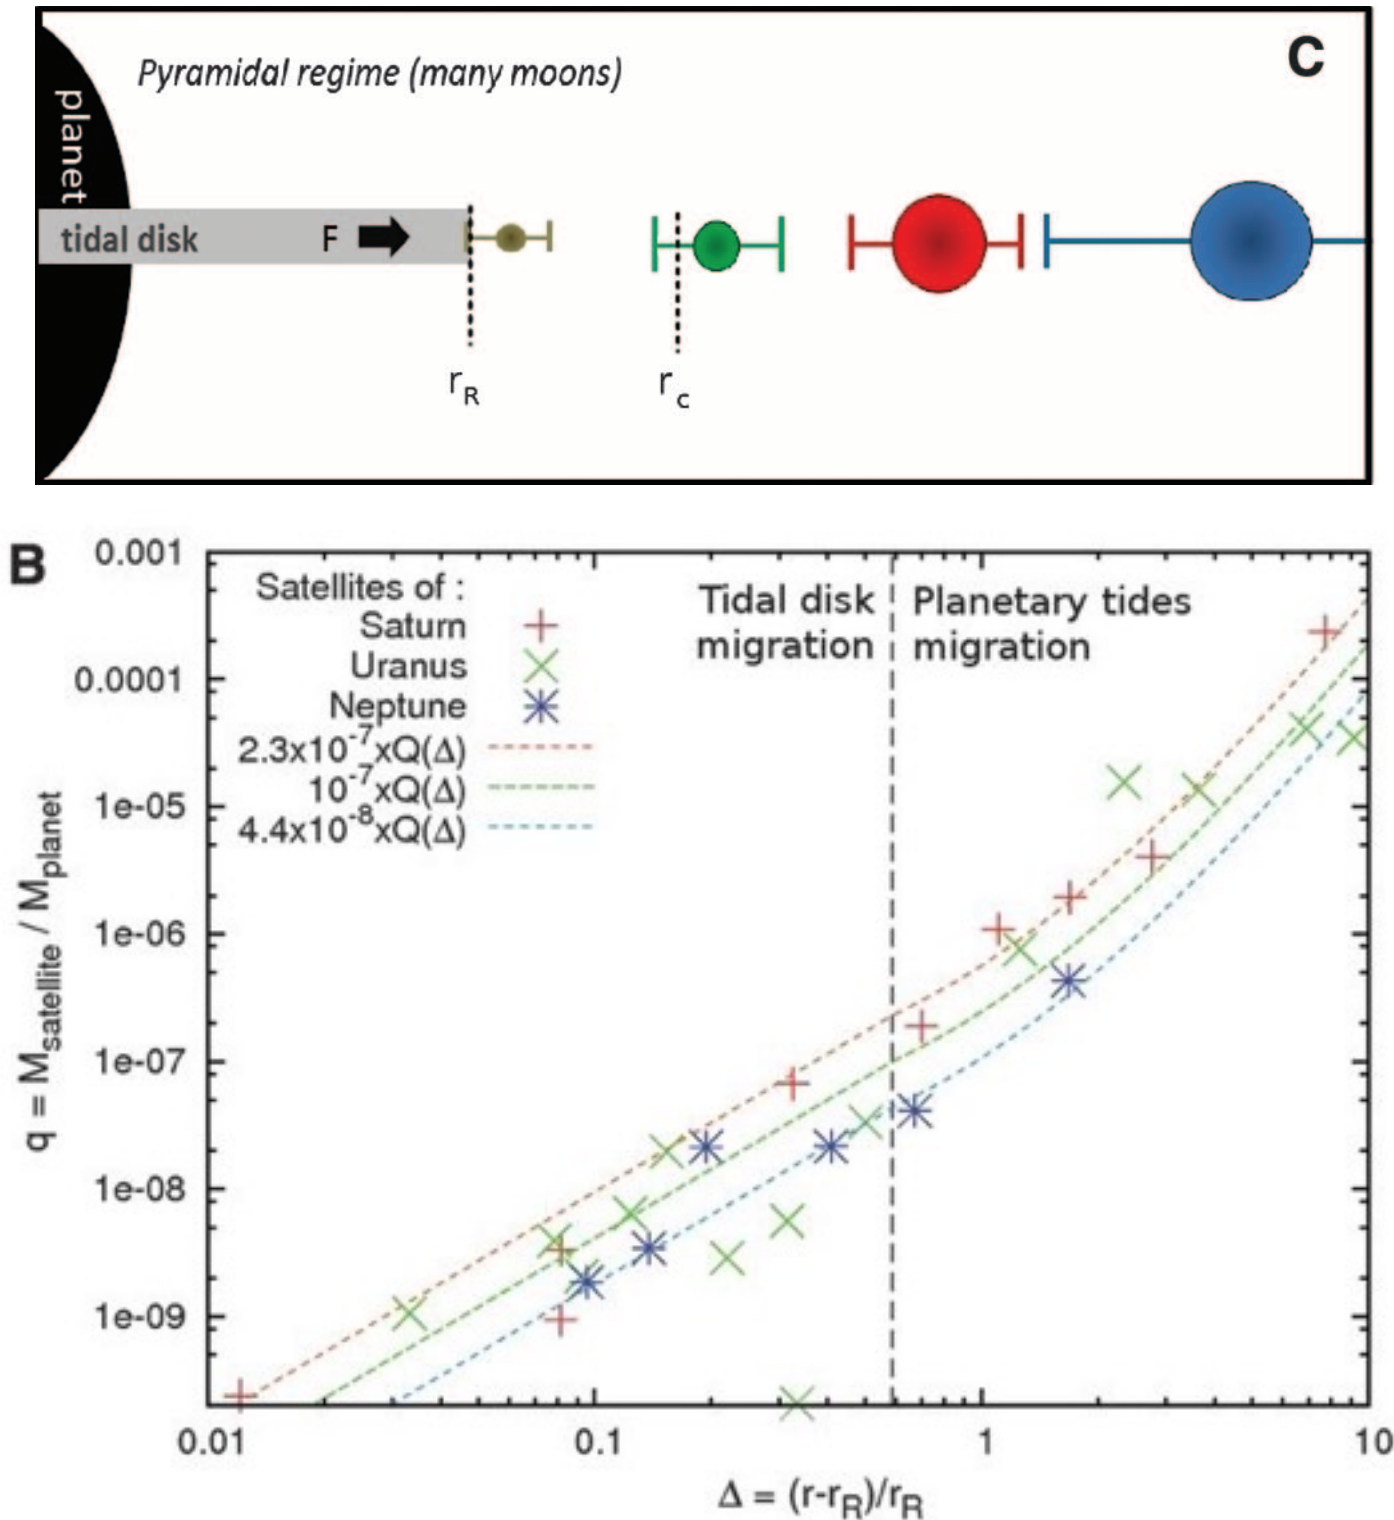 Pyramidal regime (many moons)
C
planet
tidal disk
F
r_R
r_c
B
Satellites of :
Saturn
Uranus
Neptune
2.3x10^-7xQ(Δ)
10^-7xQ(Δ)
4.4x10^-8xQ(Δ)
Tidal disk
migration
Planetary tides
migration
0.001
0.0001
1e-05
1e-06
1e-07
1e-08
1e-09
q = M_satellite / M_planet
0.01
0.1
1
10
Δ = (r-r_R)/r_R